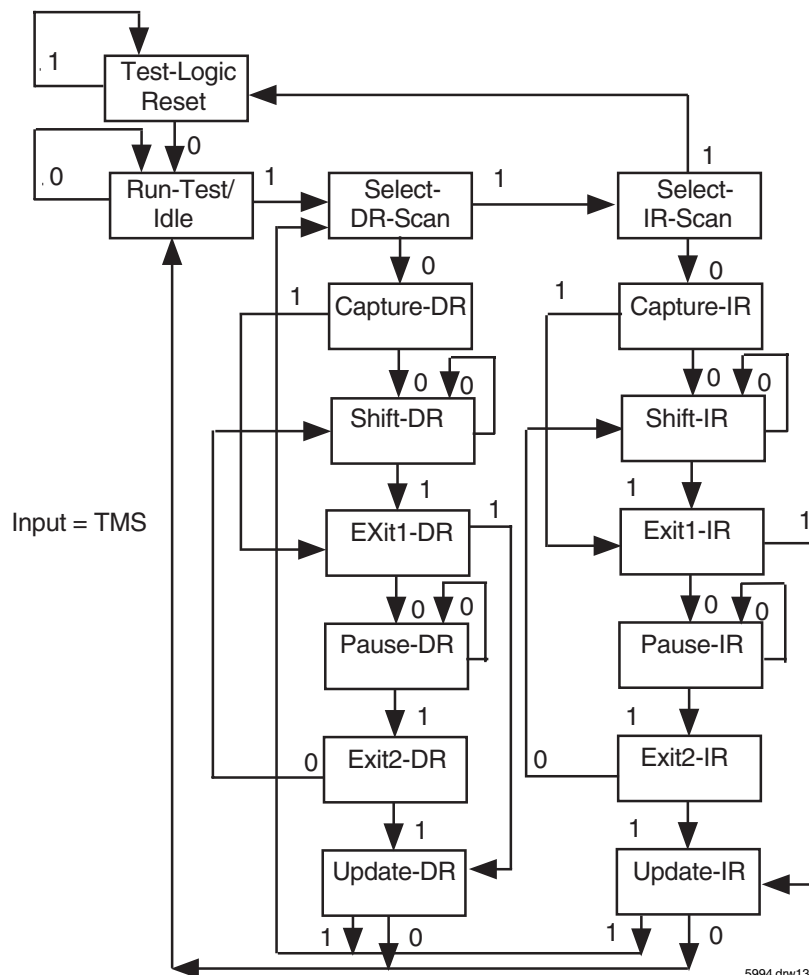 1
Test-Logic
Reset
0
0
Run-Test/
Idle
1
Select-
DR-Scan
1
Select-
IR-Scan
1
0
0
1
Capture-DR
1
Capture-IR
0
0
0
0
Shift-DR
Shift-IR
1
1
Input = TMS
EXit1-DR
1
Exit1-IR
1
0
0
0
0
Pause-DR
Pause-IR
1
1
0
Exit2-DR
0
Exit2-IR
1
1
Update-DR
Update-IR
1
0
1
0
5994 drw13